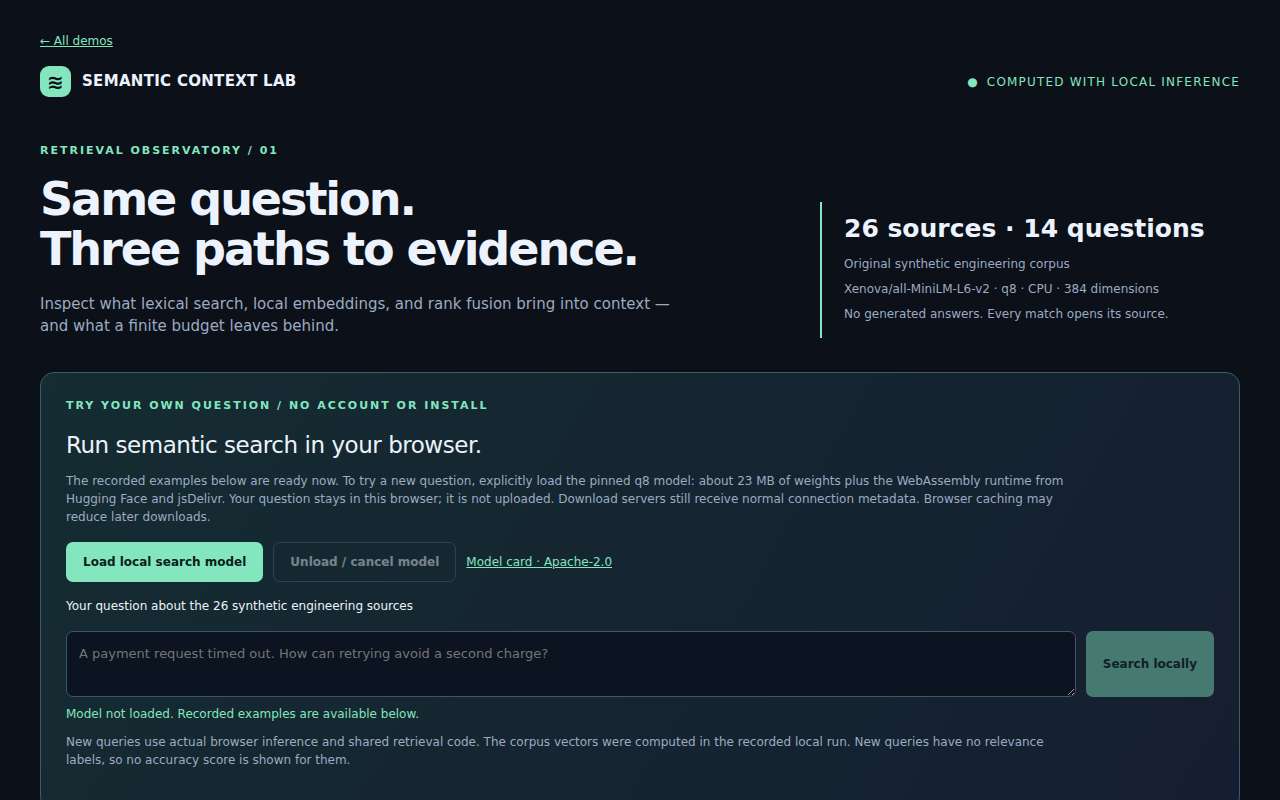 ← All demos
SEMANTIC CONTEXT LAB
COMPUTED WITH LOCAL INFERENCE
RETRIEVAL OBSERVATORY / 01
Same question.
Three paths to evidence.
Inspect what lexical search, local embeddings, and rank fusion bring into context —
and what a finite budget leaves behind.
26 sources · 14 questions
Original synthetic engineering corpus
Xenova/all-MiniLM-L6-v2 · q8 · CPU · 384 dimensions
No generated answers. Every match opens its source.
TRY YOUR OWN QUESTION / NO ACCOUNT OR INSTALL
Run semantic search in your browser.
The recorded examples below are ready now. To try a new question, explicitly load the pinned q8 model: about 23 MB of weights plus the WebAssembly runtime from
Hugging Face and jsDelivr. Your question stays in this browser; it is not uploaded. Download servers still receive normal connection metadata. Browser caching may
reduce later downloads.
Load local search model
Unload / cancel model
Model card · Apache-2.0
Your question about the 26 synthetic engineering sources
A payment request timed out. How can retrying avoid a second charge?
Search locally
Model not loaded. Recorded examples are available below.
New queries use actual browser inference and shared retrieval code. The corpus vectors were computed in the recorded local run. New queries have no relevance
labels, so no accuracy score is shown for them.